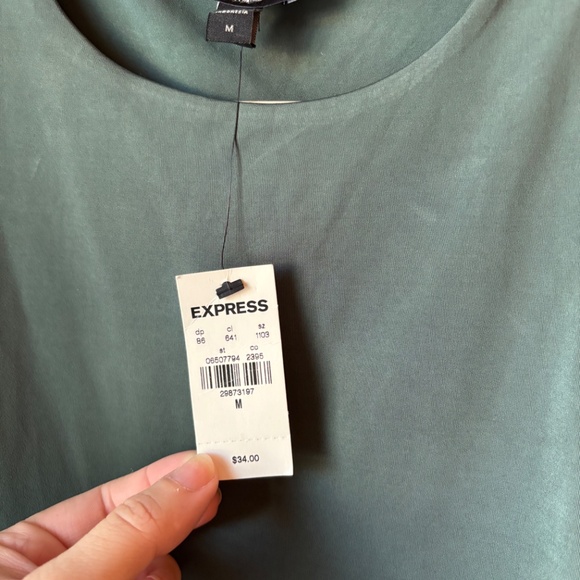 M
EXPRESS
dp cl sz
86 641 1103
st co
06507794 2395
29873197
M
$34.00